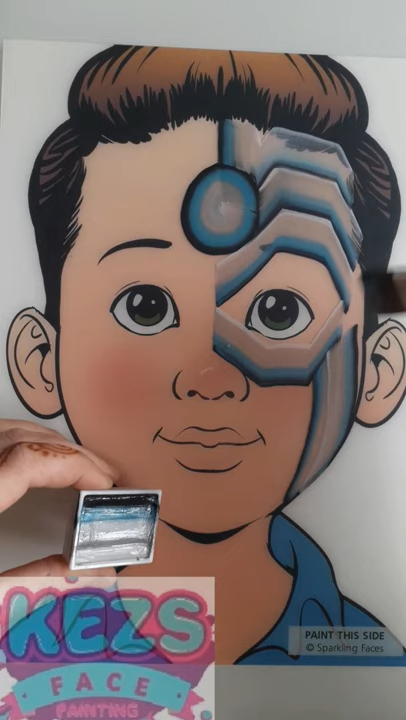 PAINT THIS SIDE
© Sparkling Faces
KEZS
FACE
PAINTING